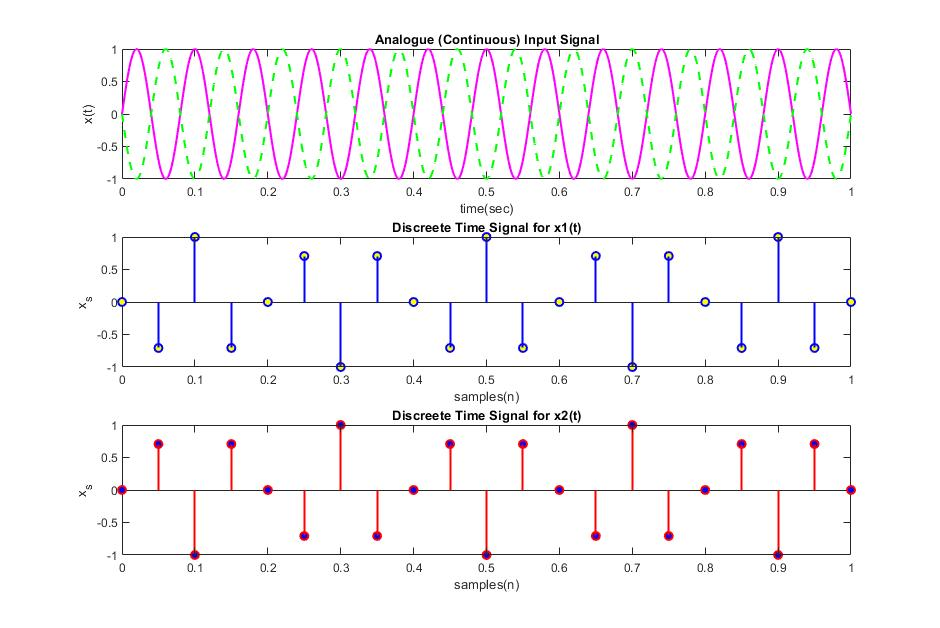 Analogue (Continuous) Input Signal
1
0.5
0
-0.5
-1
x(t)
0 0.1 0.2 0.3 0.4 0.5 0.6 0.7 0.8 0.9 1
time(sec)
Discreete Time Signal for x1(t)
1
0.5
0
-0.5
-1
xs
0 0.1 0.2 0.3 0.4 0.5 0.6 0.7 0.8 0.9 1
samples(n)
Discreete Time Signal for x2(t)
1
0.5
0
-0.5
-1
xs
0 0.1 0.2 0.3 0.4 0.5 0.6 0.7 0.8 0.9 1
samples(n)